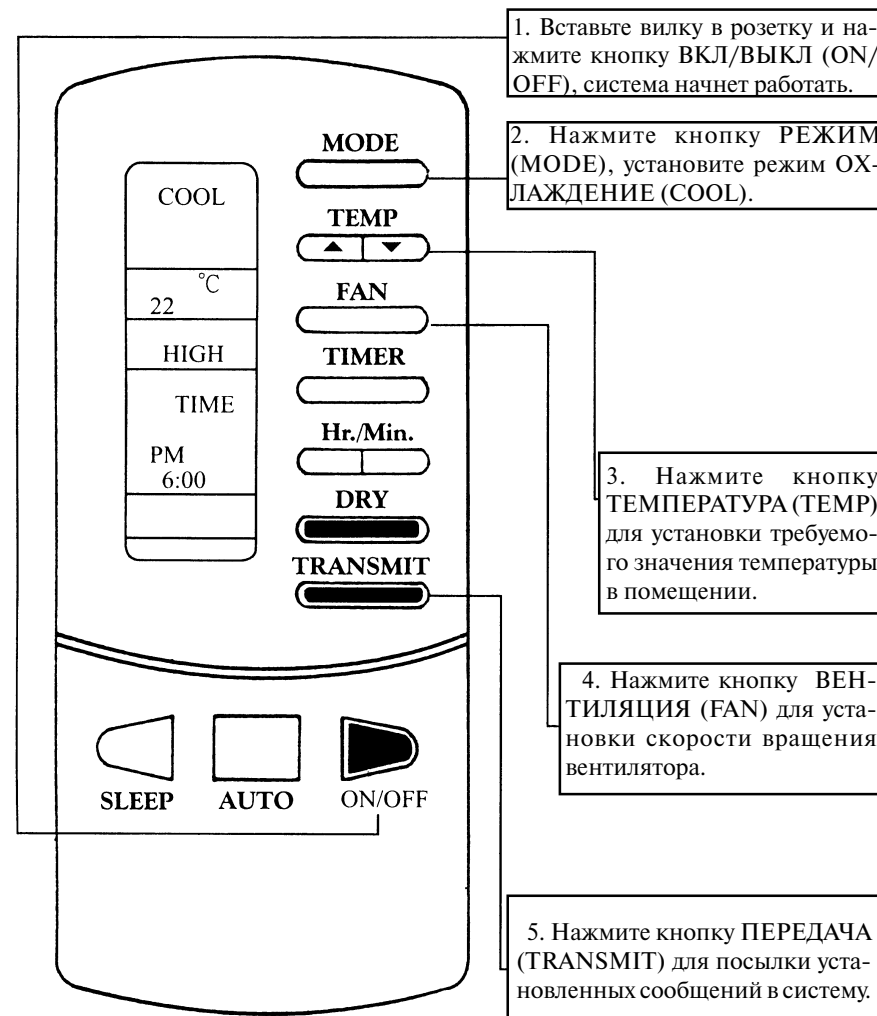 1. Вставьте вилку в розетку и на-
жмите кнопку ВКЛ/ВЫКЛ (ON/
OFF), система начнет работать.
2. Нажмите кнопку РЕЖИМ
(MODE), установите режим ОХ-
ЛАЖДЕНИЕ (COOL).
MODE
COOL
TEMP
°C
22
FAN
HIGH
TIMER
TIME
Hr./Min.
PM
6:00
DRY
TRANSMIT
3. Нажмите кнопку
ТЕМПЕРАТУРА (TEMP)
для установки требуемо-
го значения температуры
в помещении.
4. Нажмите кнопку ВЕН-
ТИЛЯЦИЯ (FAN) для уста-
новки скорости вращения
вентилятора.
SLEEP AUTO ON/OFF
5. Нажмите кнопку ПЕРЕДАЧА
(TRANSMIT) для посылки уста-
новленных сообщений в систему.